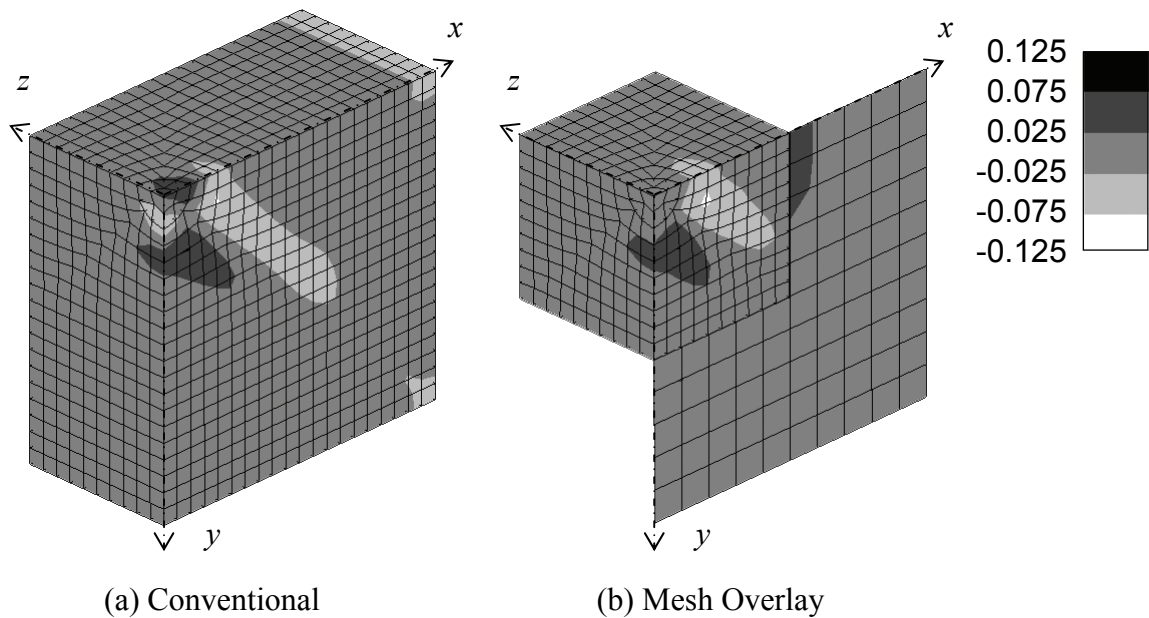 x
x
z
z
0.125
0.075
0.025
-0.025
-0.075
-0.125
y
y
(a) Conventional
(b) Mesh Overlay